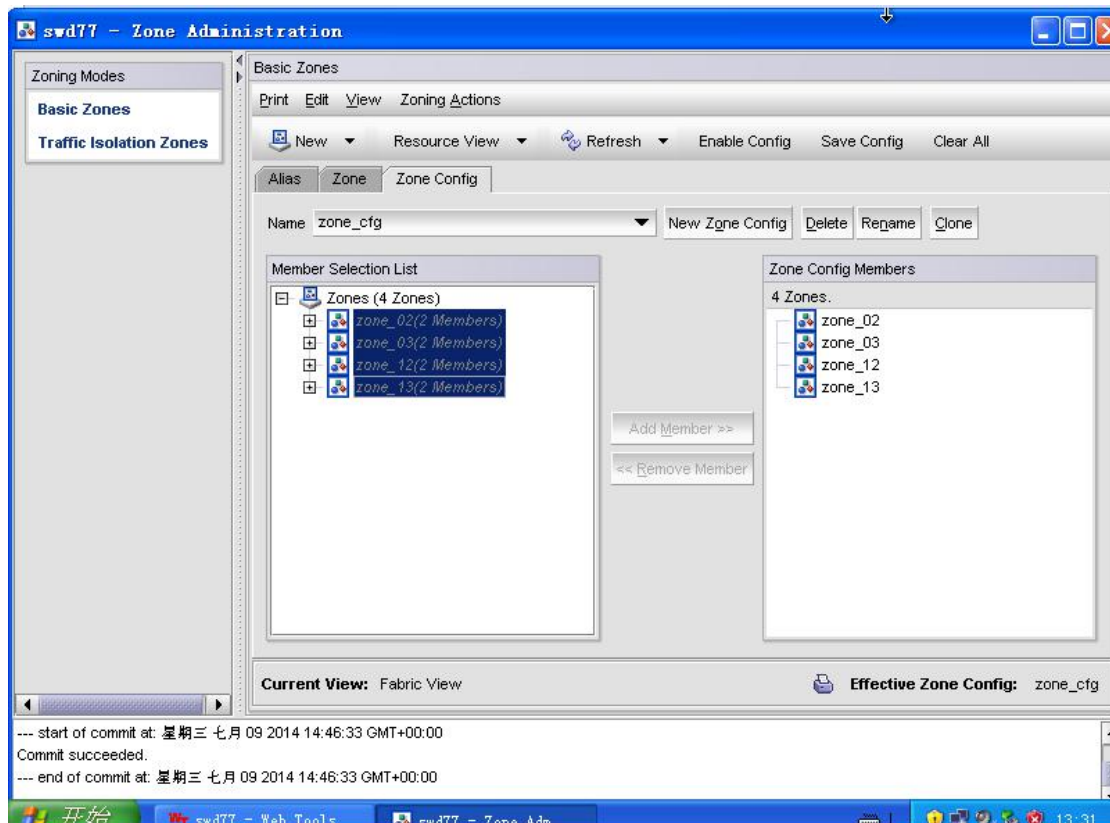 swd77 - Zone Administration
Zoning Modes
Basic Zones
Traffic Isolation Zones
Basic Zones
Print Edit View Zoning Actions
New Resource View Refresh Enable Config Save Config Clear All
Alias Zone Zone Config
Name zone_cfg New Zone Config Delete Rename Clone
Member Selection List
Zones (4 Zones)
zone_02(2 Members)
zone_03(2 Members)
zone_12(2 Members)
zone_13(2 Members)
Add Member >>
<< Remove Member
Zone Config Members
4 Zones.
zone_02
zone_03
zone_12
zone_13
Current View: Fabric View Effective Zone Config: zone_cfg
--- start of commit at: 星期三 七月 09 2014 14:46:33 GMT+00:00
Commit succeeded.
--- end of commit at: 星期三 七月 09 2014 14:46:33 GMT+00:00
开始 swd77 - Web Tools swd77 - Zone Adm... 13:31